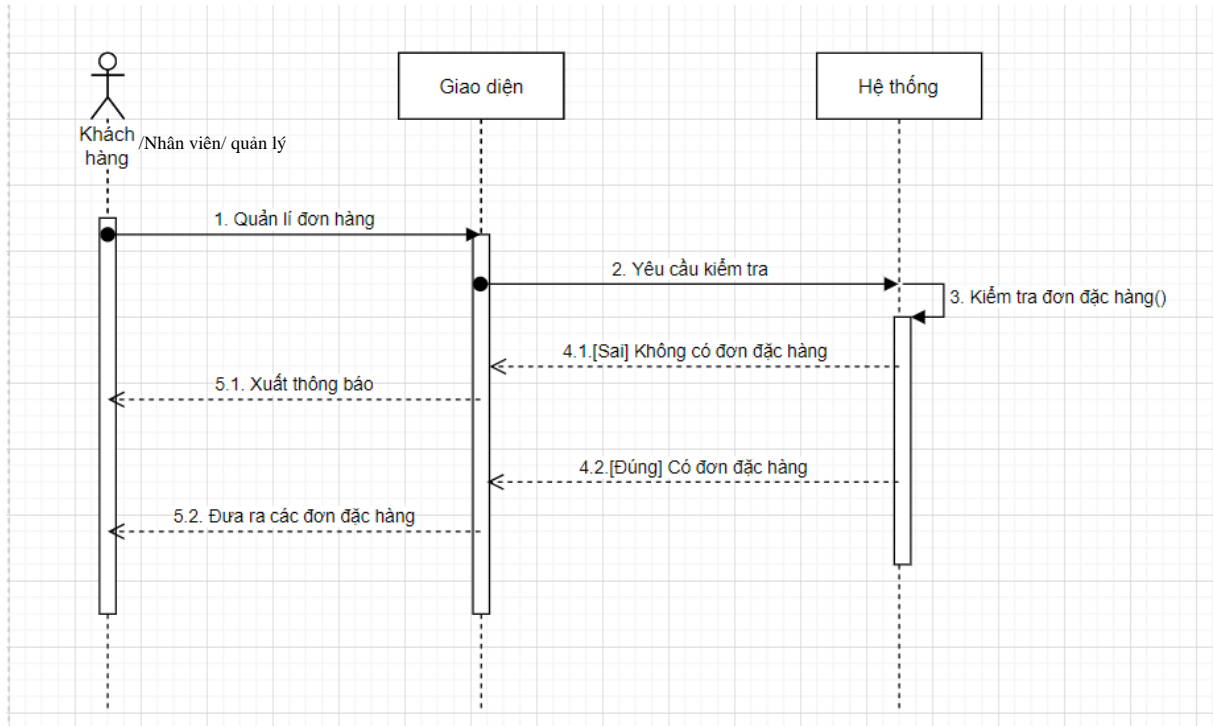 Giao diện
Hệ thống
Khách
hàng
/Nhân viên/ quản lý
1. Quản lí đơn hàng
2. Yêu cầu kiểm tra
3. Kiểm tra đơn đặc hàng()
4.1.[Sai] Không có đơn đặc hàng
5.1. Xuất thông báo
4.2.[Đúng] Có đơn đặc hàng
5.2. Đưa ra các đơn đặc hàng